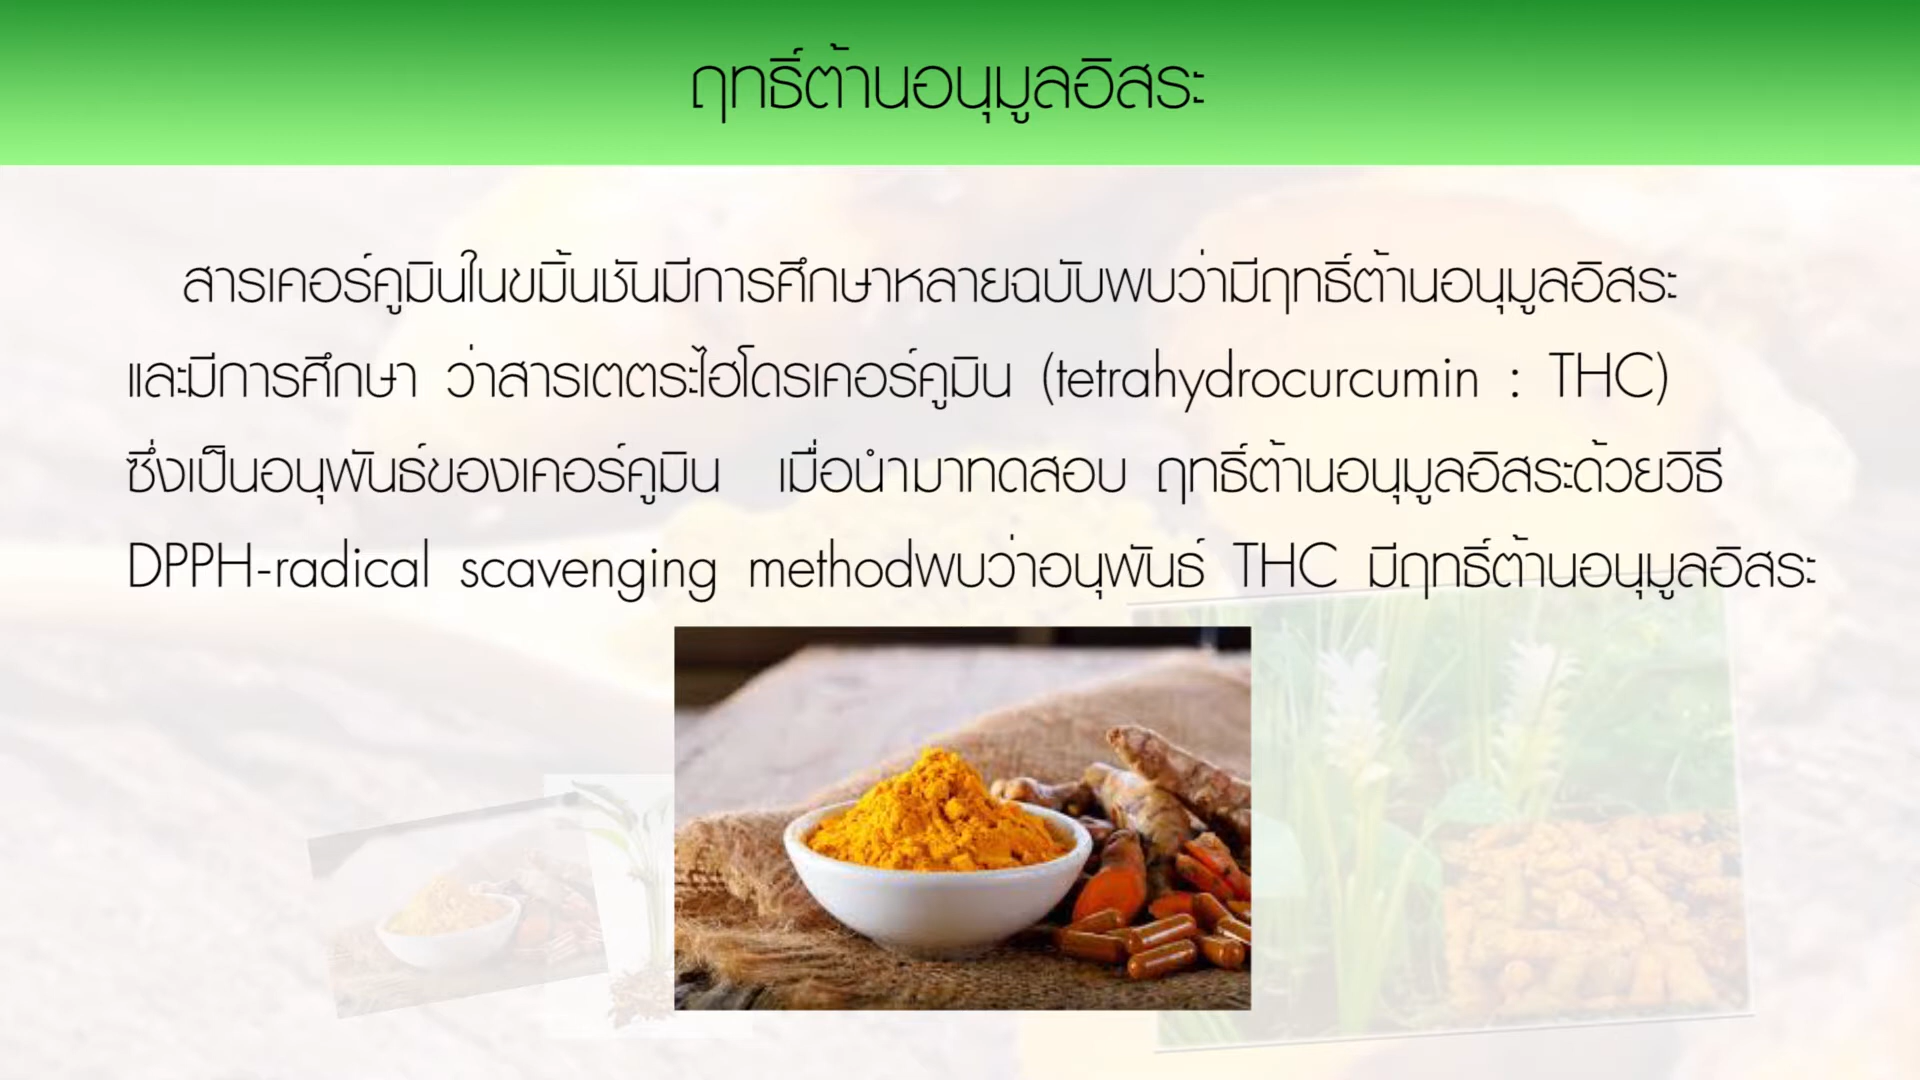 ฤทธิ์ต้านอนุมูลอิสระ
สารเคอร์คูมินในขมิ้นชันมีการศึกษาหลายฉบับพบว่ามีฤทธิ์ต้านอนุมูลอิสระ
และมีการศึกษา ว่าสารเตตระไฮโดรเคอร์คูมิน (tetrahydrocurcumin : THC)
ซึ่งเป็นอนุพันธ์ของเคอร์คูมิน เมื่อนำมาทดสอบ ฤทธิ์ต้านอนุมูลอิสระด้วยวิธี
DPPH-radical scavenging methodพบว่าอนุพันธ์ THC มีฤทธิ์ต้านอนุมูลอิสระ